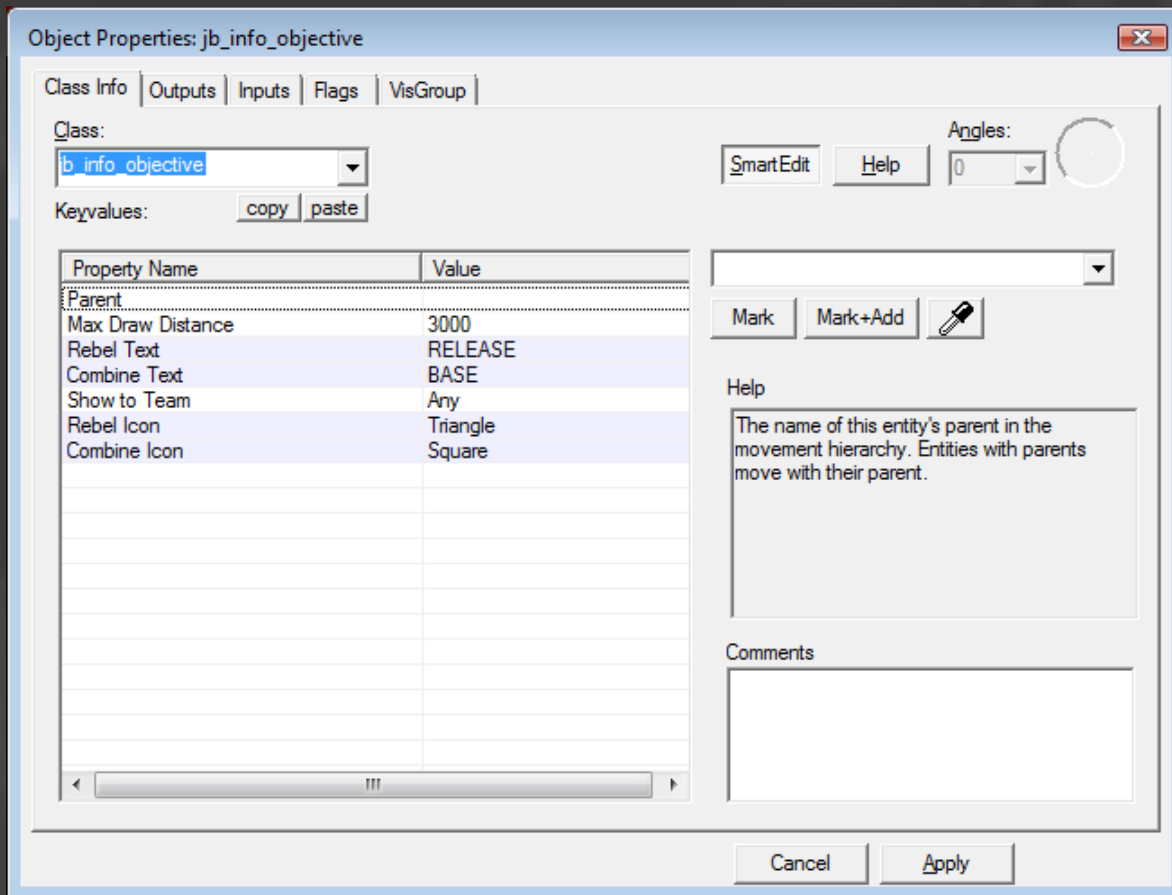 Object Properties: jb_info_objective
Class Info Outputs Inputs Flags VisGroup
Class:
jb_info_objective
Keyvalues: copy paste
SmartEdit Help
Angles:
0
Property Name Value
Parent
Max Draw Distance 3000
Rebel Text RELEASE
Combine Text BASE
Show to Team Any
Rebel Icon Triangle
Combine Icon Square
Mark Mark+Add
Help
The name of this entity's parent in the
movement hierarchy. Entities with parents
move with their parent.
Comments
Cancel Apply